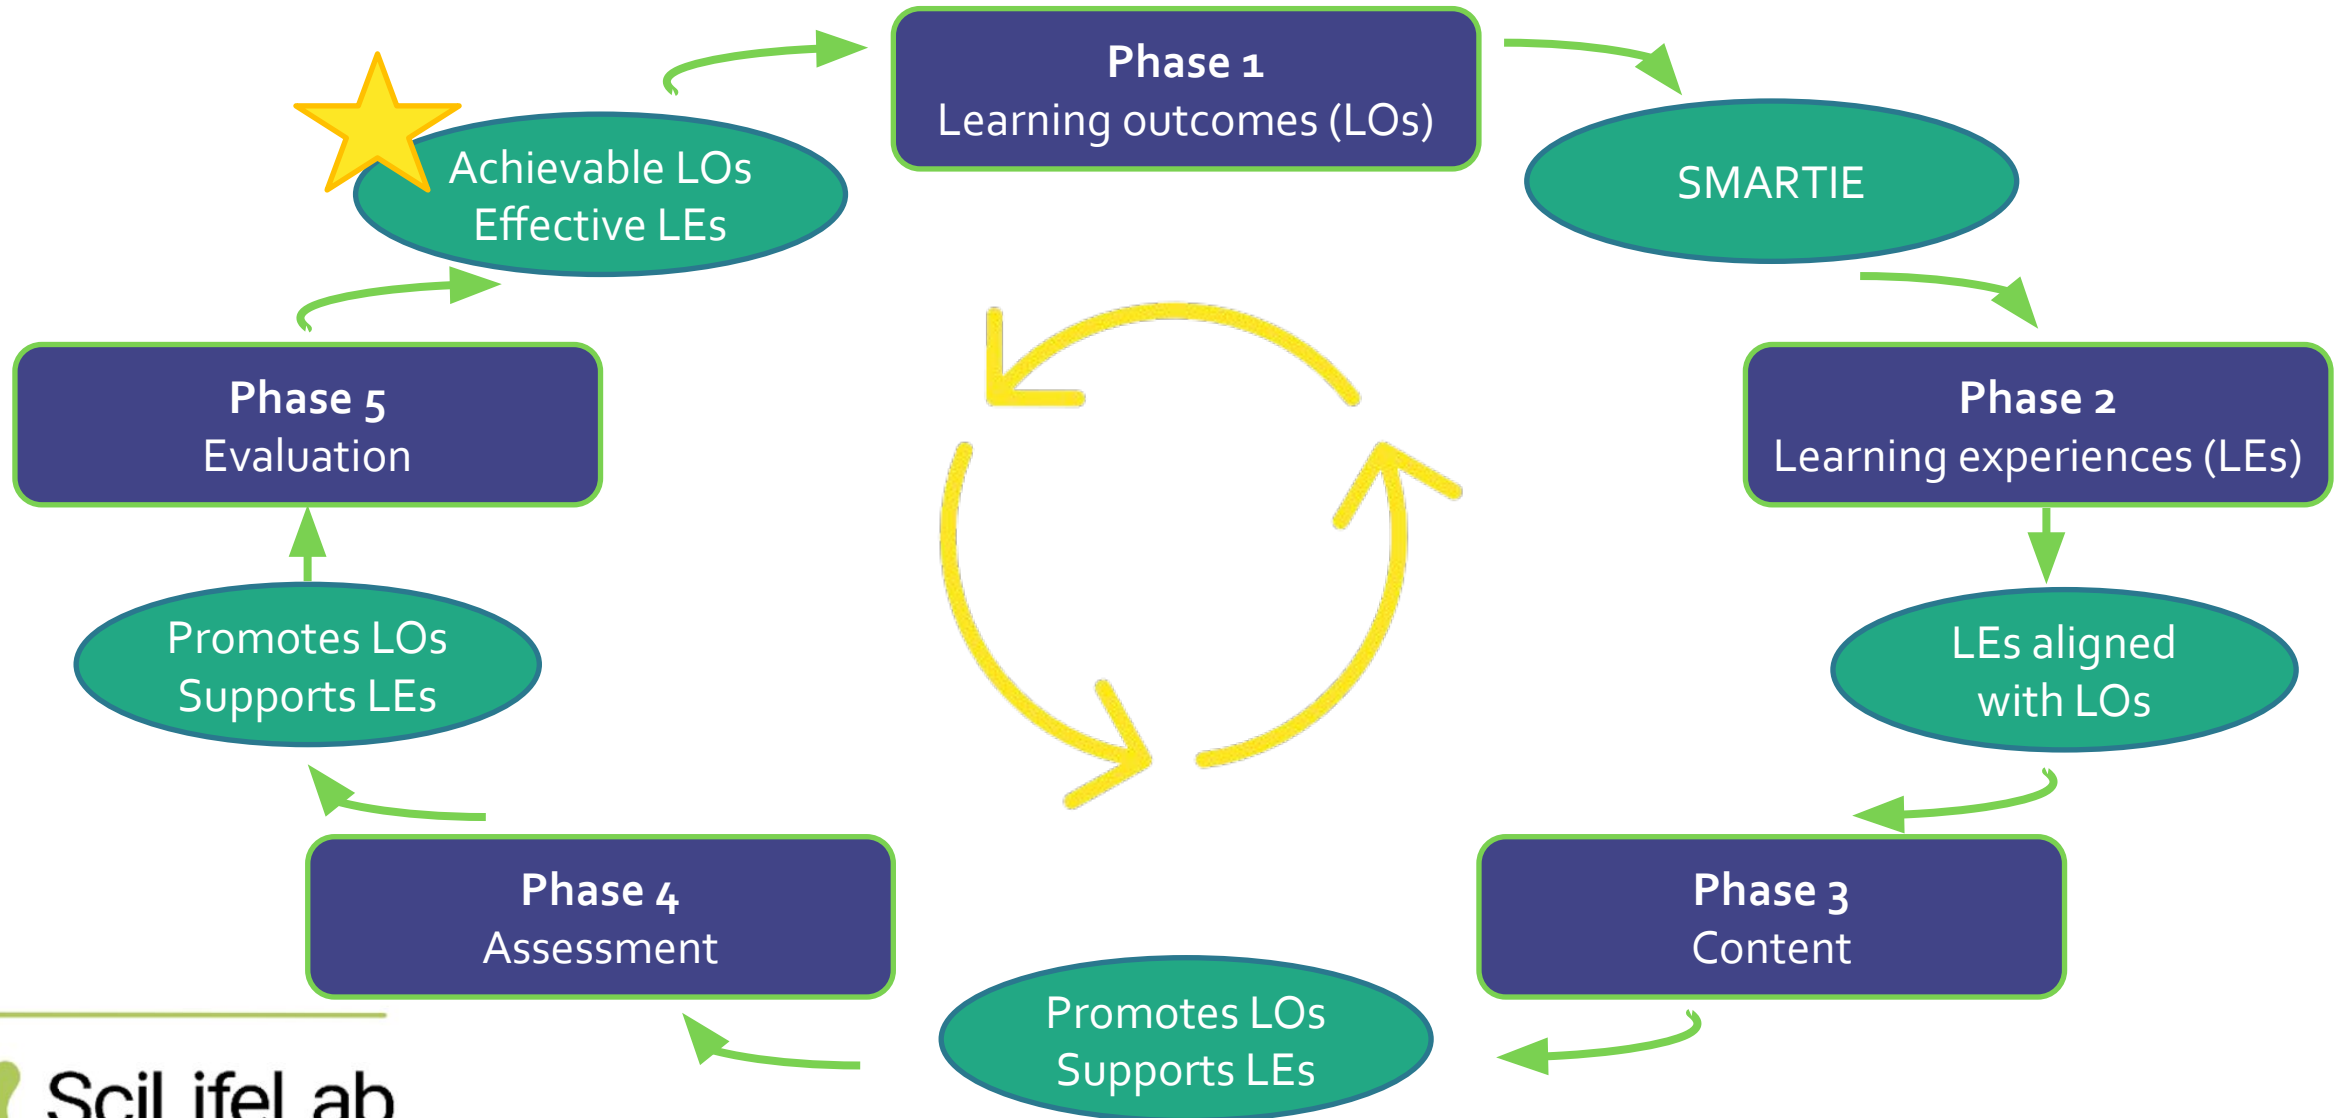 Phase 1
Learning outcomes (LOs)
SMARTIE
Phase 2
Learning experiences (LEs)
LEs aligned
with LOs
Phase 3
Content
Promotes LOs
Supports LEs
Phase 4
Assessment
Promotes LOs
Supports LEs
Phase 5
Evaluation
Achievable LOs
Effective LEs
SciLifeLab